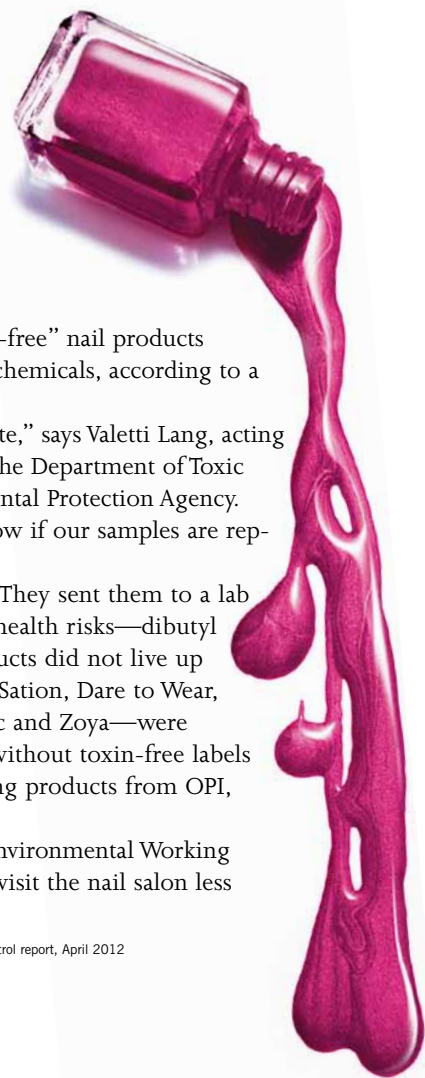 -free” nail products
chemicals, according to a
te,” says Valetti Lang, acting
he Department of Toxic
ntal Protection Agency.
ow if our samples are rep-
They sent them to a lab
health risks—dibutyl
ucts did not live up
Sation, Dare to Wear,
c and Zoya—were
without toxin-free labels
ng products from OPI,
nvironmental Working
visit the nail salon less
trol report, April 2012